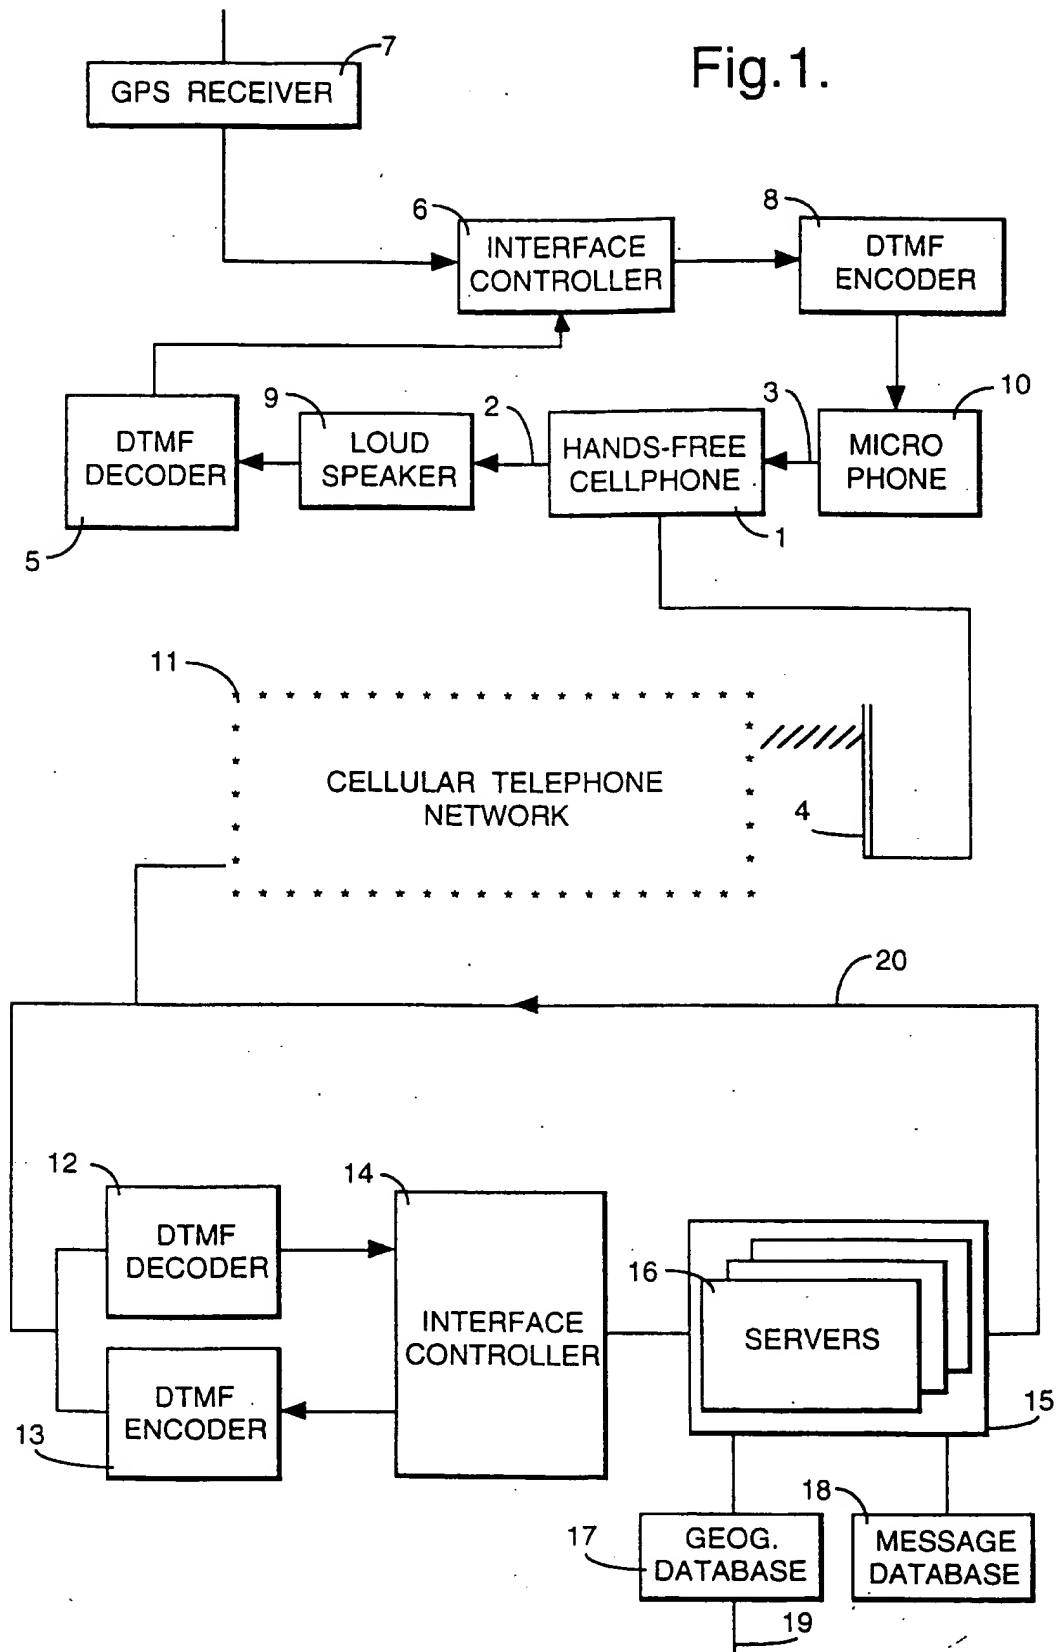 Fig.1.
7
GPS RECEIVER
6
INTERFACE
CONTROLLER
8
DTMF
ENCODER
5
DTMF
DECODER
9
LOUD
SPEAKER
2
HANDS-FREE
CELLPHONE
1
3
MICRO
PHONE
10
11
CELLULAR TELEPHONE
NETWORK
4
20
12
DTMF
DECODER
14
INTERFACE
CONTROLLER
13
DTMF
ENCODER
16
SERVERS
15
17
GEOG.
DATABASE
18
MESSAGE
DATABASE
19